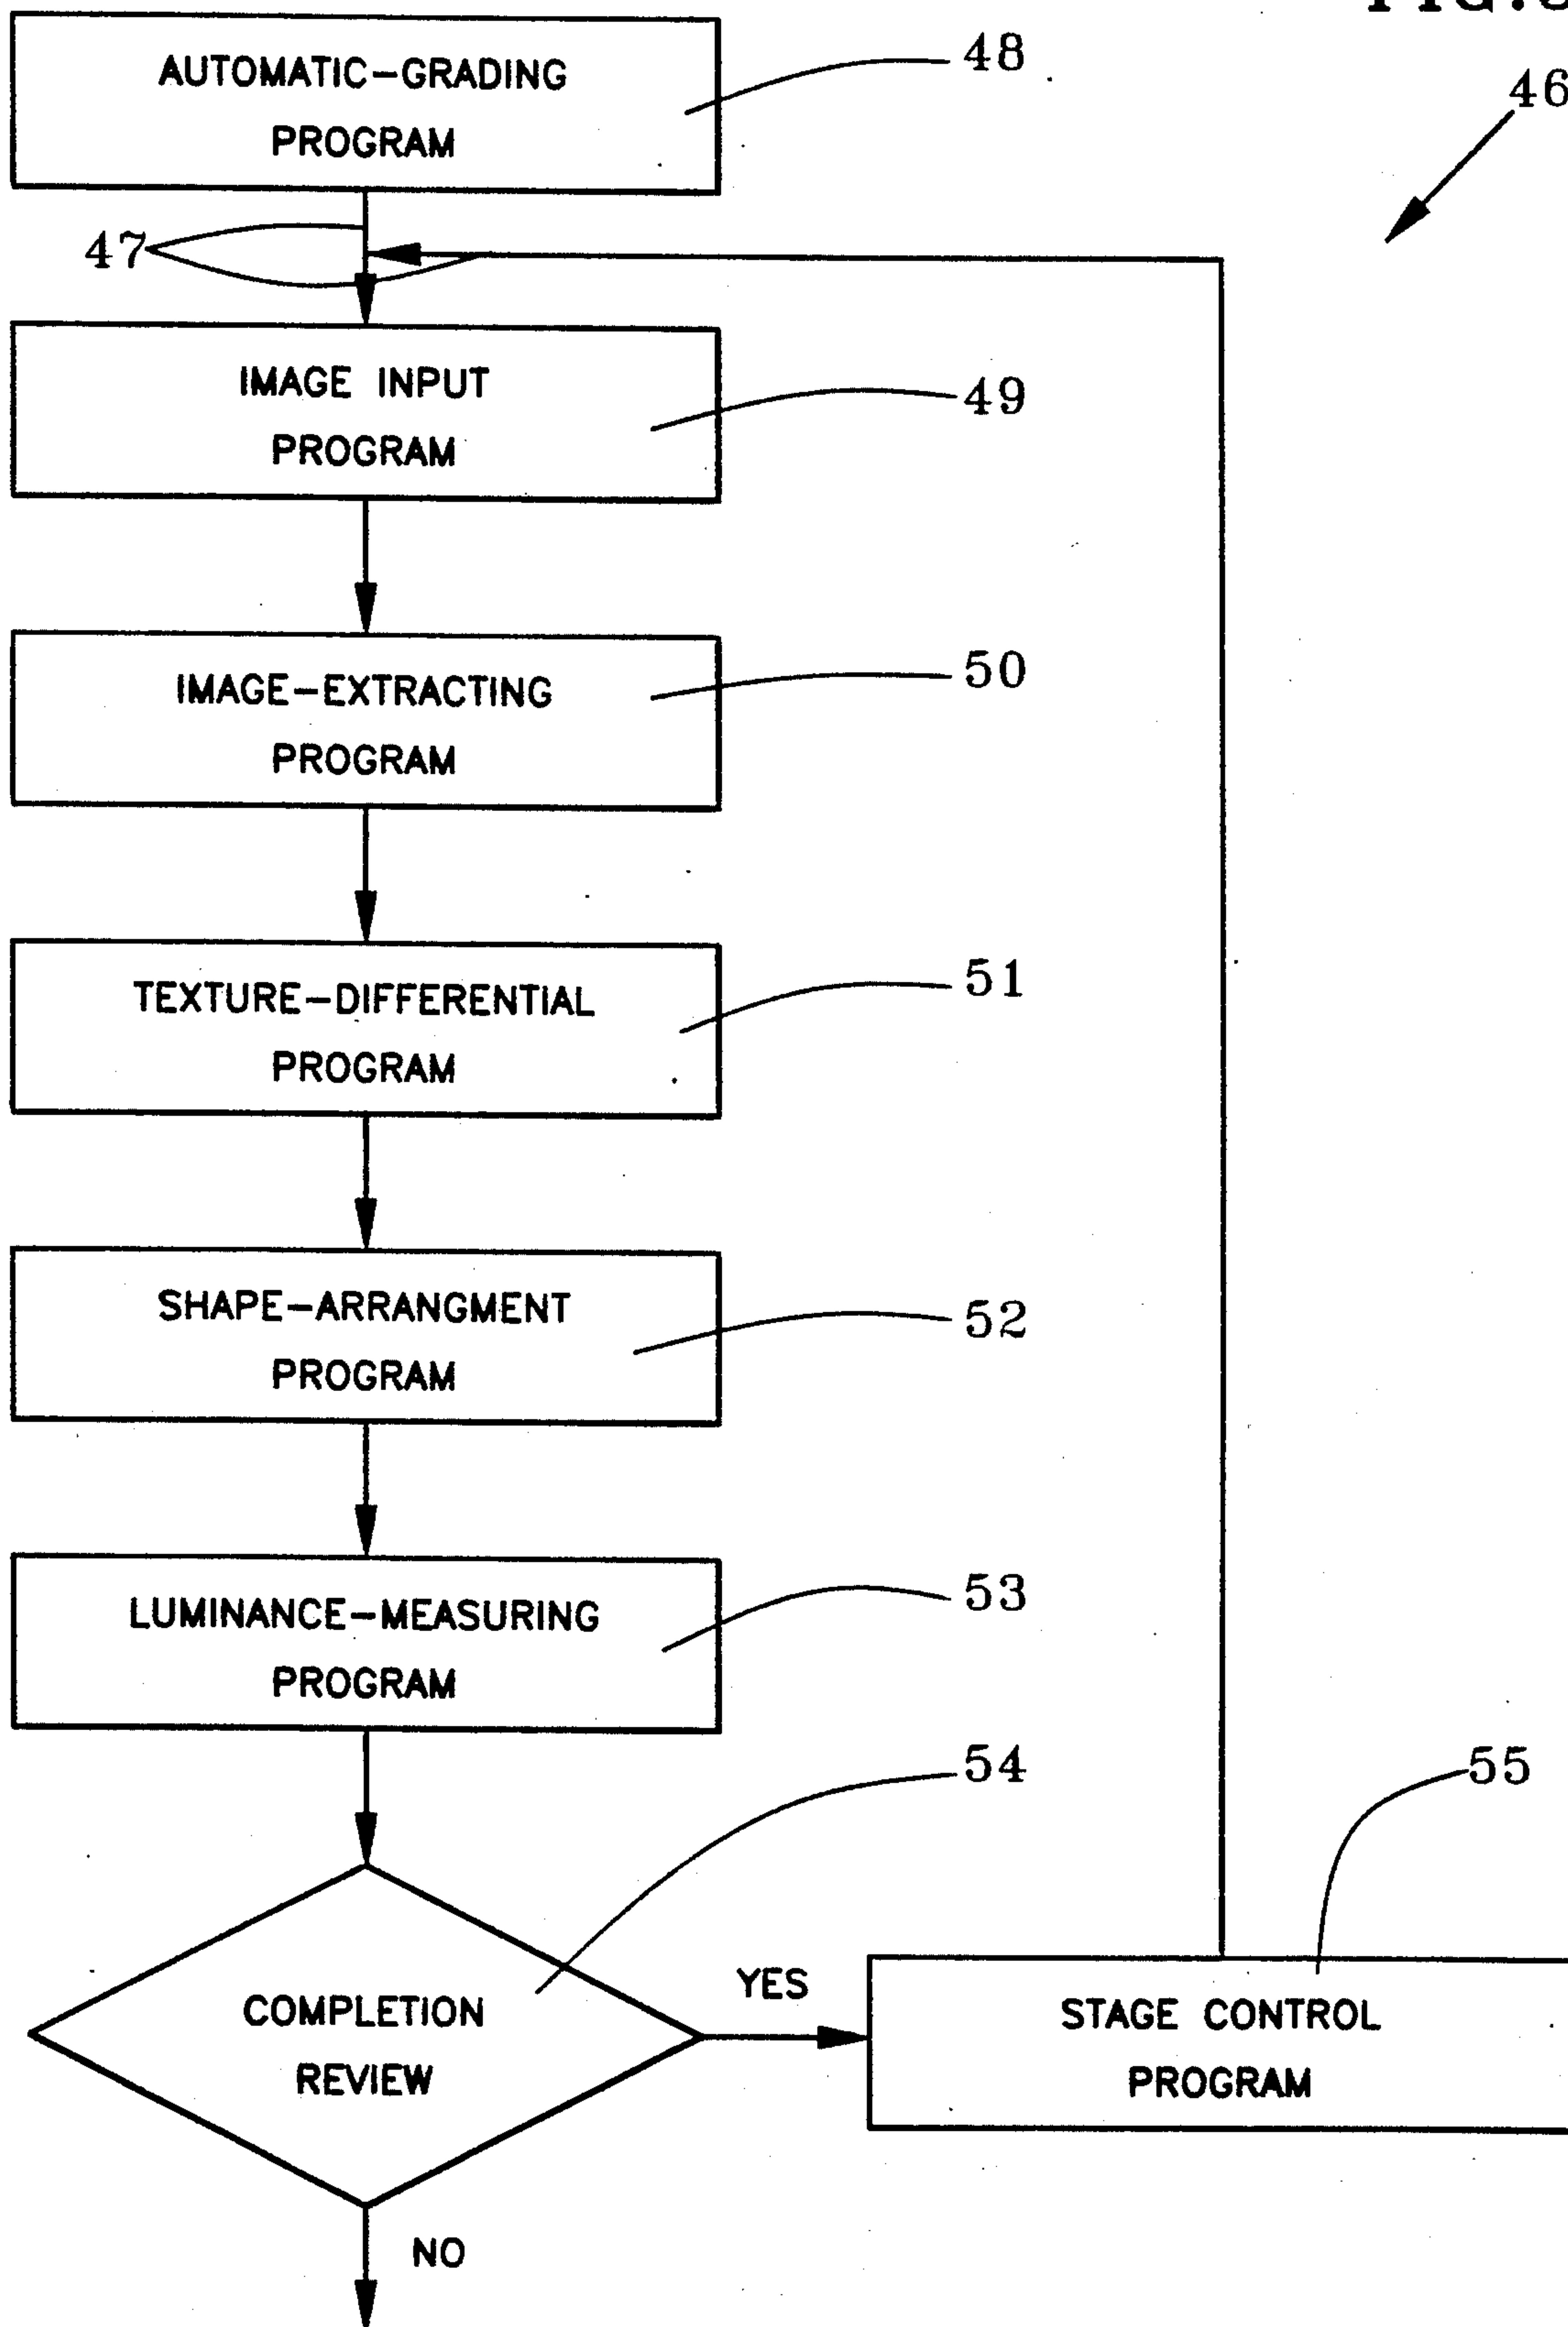 AUTOMATIC-GRADING
PROGRAM
48
46
47
IMAGE INPUT
PROGRAM
49
IMAGE-EXTRACTING
PROGRAM
50
TEXTURE-DIFFERENTIAL
PROGRAM
51
SHAPE-ARRANGMENT
PROGRAM
52
LUMINANCE-MEASURING
PROGRAM
53
54
55
COMPLETION
REVIEW
YES
STAGE CONTROL
PROGRAM
NO